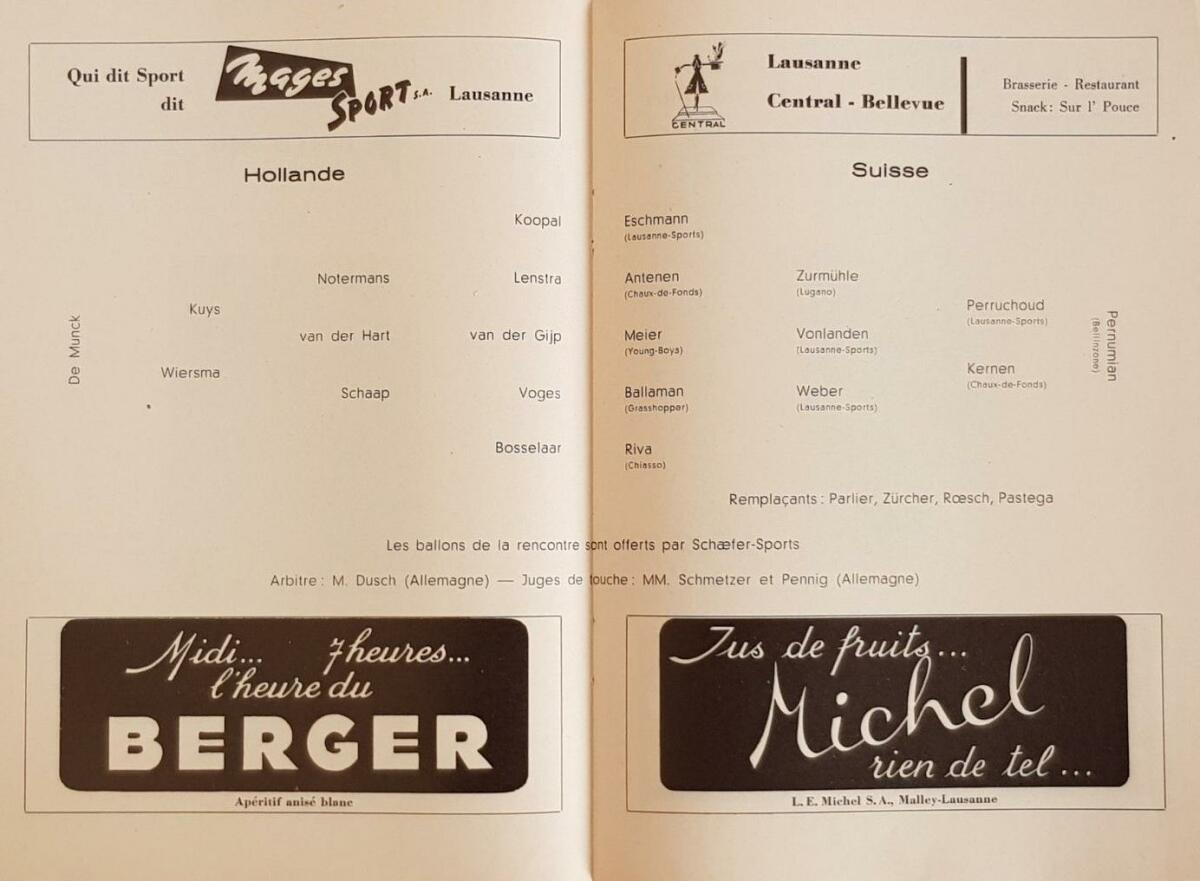 Qui dit Sport
dit
Mages
SPORT S.A.
Lausanne
Hollande
Koopal
Notermans
Lenstra
Kuys
van der Hart
van der Gijp
De Munck
Wiersma
Schaap
Voges
Bosselaar
CENTRAL
Lausanne
Central - Bellevue
Brasserie - Restaurant
Snack: Sur l' Pouce
Suisse
Eschmann
(Lausanne-Sports)
Antenen
(Chaux-de-Fonds)
Zurmühle
(Lugano)
Perruchoud
(Lausanne-Sports)
Meier
(Young-Boys)
Vonlanden
(Lausanne-Sports)
Pernumian
(Bellinzone)
Kernen
(Chaux-de-Fonds)
Ballaman
(Grasshopper)
Weber
(Lausanne-Sports)
Riva
(Chiasso)
Remplaçants : Parlier, Zürcher, Rœsch, Pastega
Les ballons de la rencontre sont offerts par Schæfer-Sports
Arbitre : M. Dusch (Allemagne) — Juges de touche : MM. Schmetzer et Pennig (Allemagne)
Midi... 7 heures...
l'heure du
BERGER
Apéritif anisé blanc
Jus de fruits...
Michel
rien de tel...
L. E. Michel S. A., Malley-Lausanne